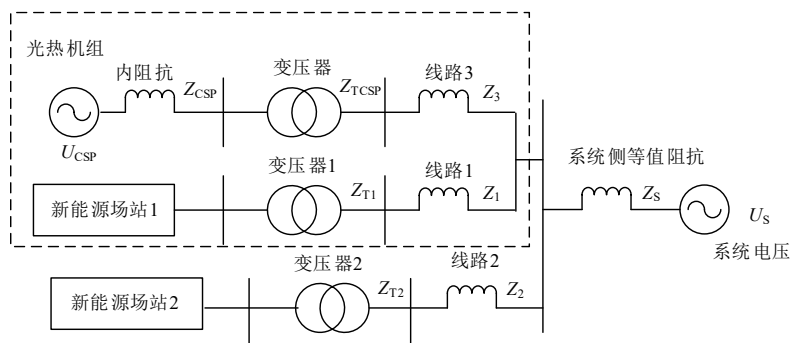 光热机组
内阻抗
Z_CSP
变压器
Z_TCSP
线路3
Z_3
U_CSP
新能源场站1
变压器1
Z_T1
线路1
Z_1
系统侧等值阻抗
Z_S
U_S
系统电压
新能源场站2
变压器2
Z_T2
线路2
Z_2